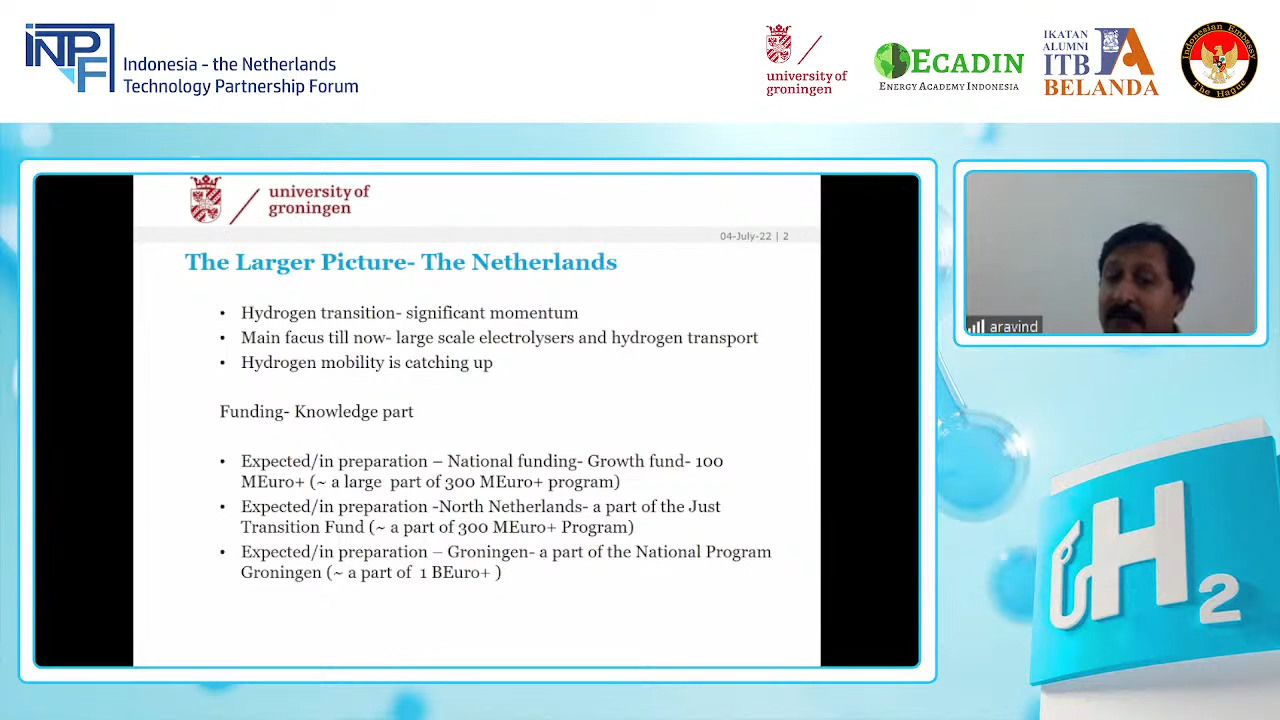 INPF
Indonesia - the Netherlands
Technology Partnership Forum
university of
groningen
ECADIN
ENERGY ACADEMY INDONESIA
IKATAN
ALUMNI
ITB
IA
BELANDA
Indonesian Embassy
The Hague
university of
groningen
04-July-22 | 2
The Larger Picture- The Netherlands
• Hydrogen transition- significant momentum
• Main facus till now- large scale electrolysers and hydrogen transport
• Hydrogen mobility is catching up
Funding- Knowledge part
• Expected/in preparation – National funding- Growth fund- 100
MEuro+ (~ a large part of 300 MEuro+ program)
• Expected/in preparation -North Netherlands- a part of the Just
Transition Fund (~ a part of 300 MEuro+ Program)
• Expected/in preparation – Groningen- a part of the National Program
Groningen (~ a part of 1 BEuro+ )
aravind
H2